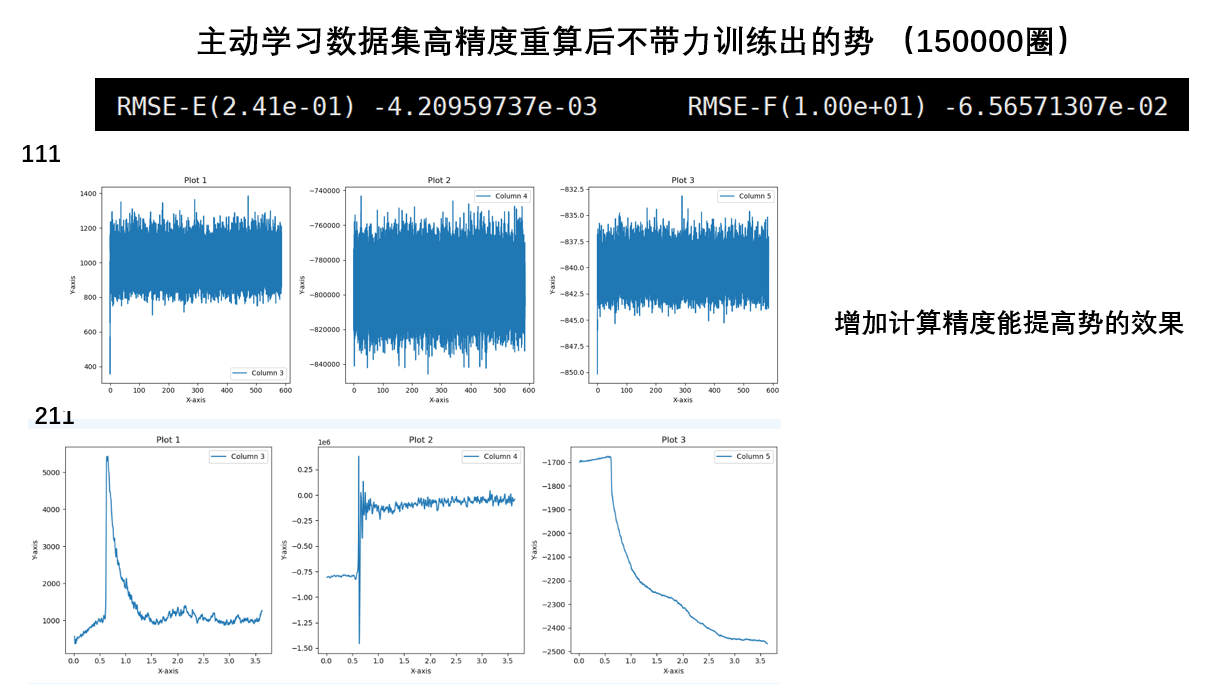 主动学习数据集高精度重算后不带力训练出的势 （150000圈）
RMSE-E(2.41e-01) -4.20959737e-03 RMSE-F(1.00e+01) -6.56571307e-02
111
Plot 1
1400
1200
1000
800
600
400
0 100 200 300 400 500 600
X-axis
Y-axis
Column 3
Plot 2
−740000
−760000
−780000
−800000
−820000
−840000
0 100 200 300 400 500 600
X-axis
Y-axis
Column 4
Plot 3
−832.5
−835.0
−837.5
−840.0
−842.5
−845.0
−847.5
−850.0
0 100 200 300 400 500 600
X-axis
Y-axis
Column 5
增加计算精度能提高势的效果
211
Plot 1
5000
4000
3000
2000
1000
0.0 0.5 1.0 1.5 2.0 2.5 3.0 3.5
X-axis
Y-axis
Column 3
Plot 2
1e6
0.25
0.00
−0.25
−0.50
−0.75
−1.00
−1.25
−1.50
0.0 0.5 1.0 1.5 2.0 2.5 3.0 3.5
X-axis
Y-axis
Column 4
Plot 3
−1700
−1800
−1900
−2000
−2100
−2200
−2300
−2400
−2500
0.0 0.5 1.0 1.5 2.0 2.5 3.0 3.5
X-axis
Y-axis
Column 5